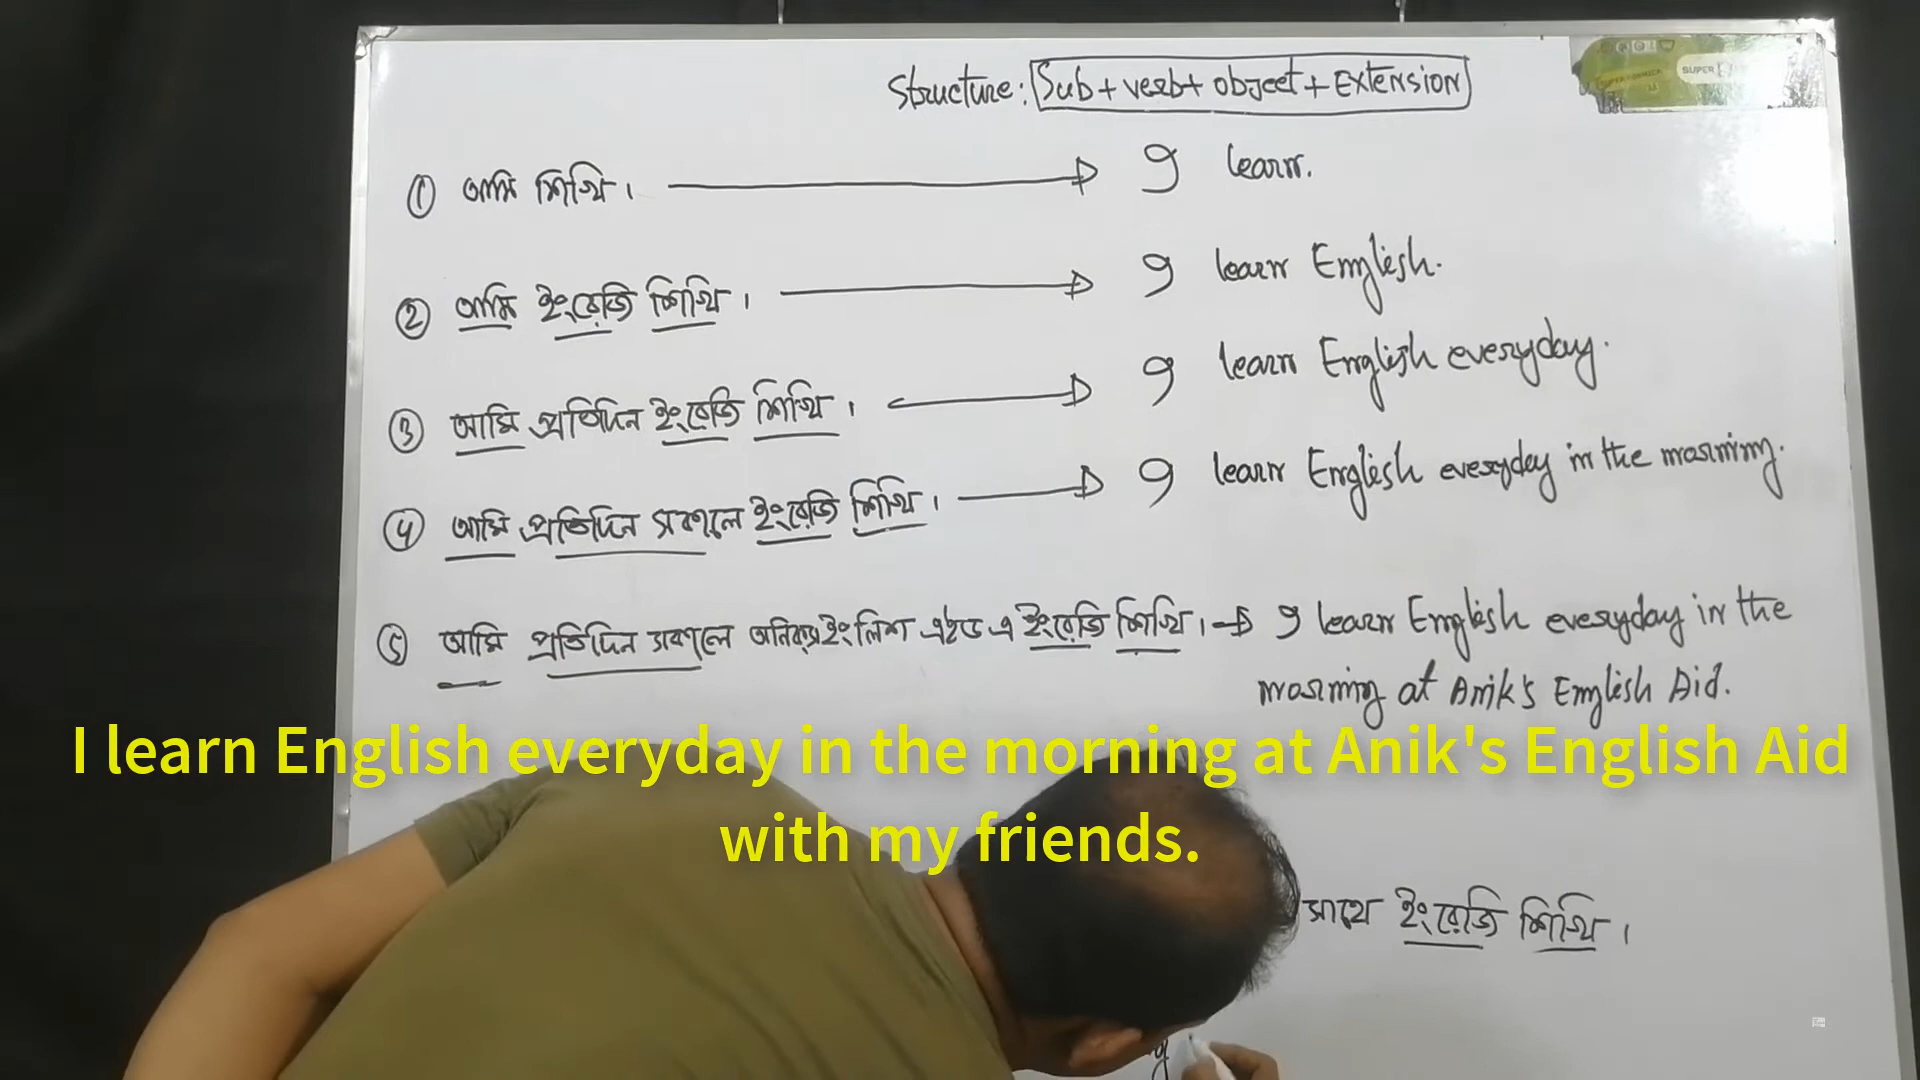 Structure: Sub + verb + object + Extension
SUPER
① আমি শিখি। → I learn.
② আমি ইংরেজি শিখি। → I learn English.
③ আমি প্রতিদিন ইংরেজি শিখি। → I learn English everyday.
④ আমি প্রতিদিন সকালে ইংরেজি শিখি। → I learn English everyday in the morning.
⑤ আমি প্রতিদিন সকালে অনিক্স ইংলিশ এইড এ ইংরেজি শিখি। → I learn English everyday in the
morning at Anik's English Aid.
I learn English everyday in the morning at Anik's English Aid
with my friends.
সাথে ইংরেজি শিখি।